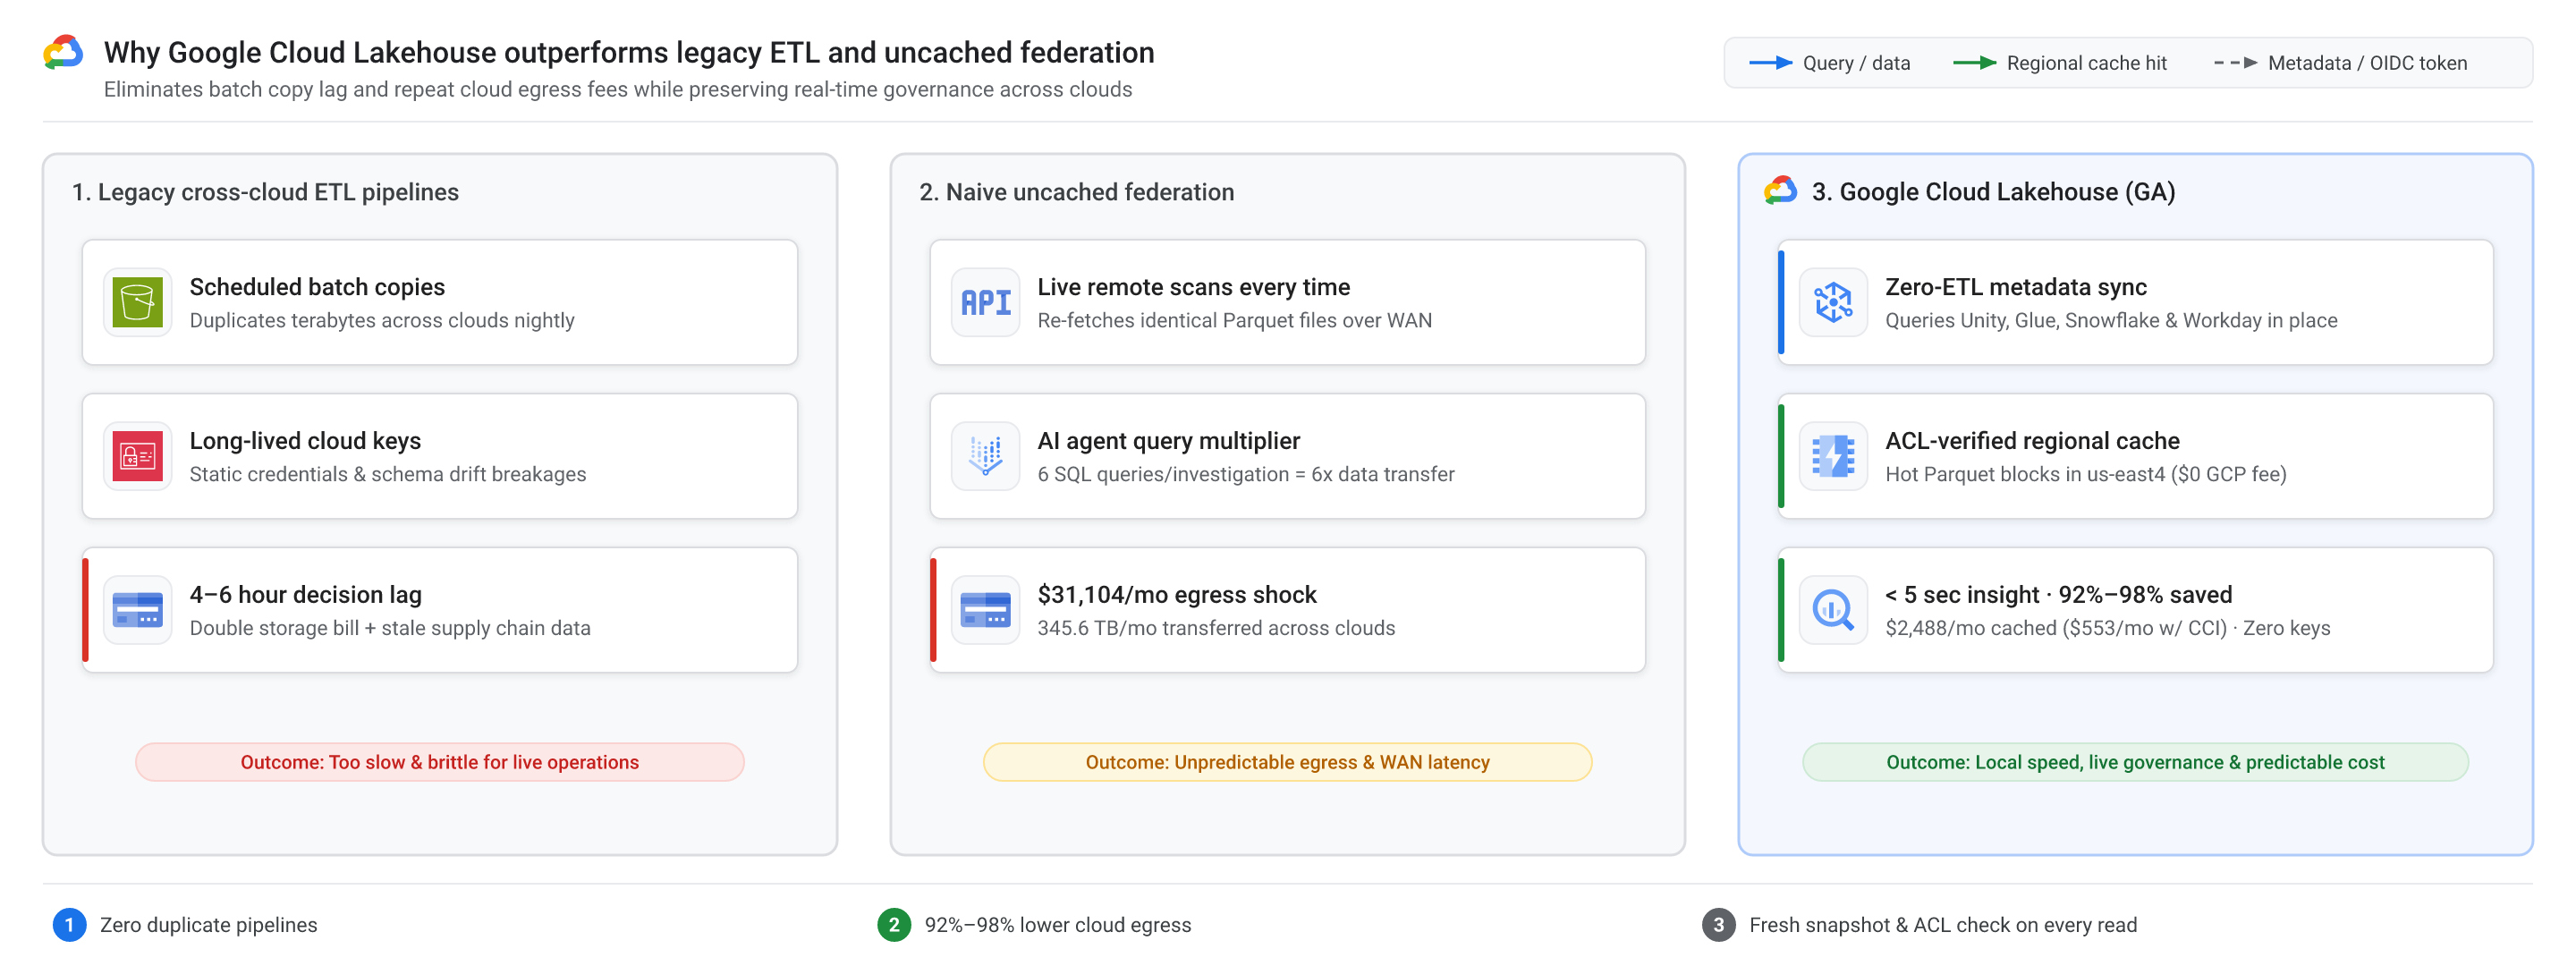 Why Google Cloud Lakehouse outperforms legacy ETL and uncached federation
Eliminates batch copy lag and repeat cloud egress fees while preserving real-time governance across clouds
Query / data
Regional cache hit
Metadata / OIDC token
1. Legacy cross-cloud ETL pipelines
Scheduled batch copies
Duplicates terabytes across clouds nightly
Long-lived cloud keys
Static credentials & schema drift breakages
4–6 hour decision lag
Double storage bill + stale supply chain data
Outcome: Too slow & brittle for live operations
2. Naive uncached federation
API
Live remote scans every time
Re-fetches identical Parquet files over WAN
AI agent query multiplier
6 SQL queries/investigation = 6x data transfer
$31,104/mo egress shock
345.6 TB/mo transferred across clouds
Outcome: Unpredictable egress & WAN latency
3. Google Cloud Lakehouse (GA)
Zero-ETL metadata sync
Queries Unity, Glue, Snowflake & Workday in place
ACL-verified regional cache
Hot Parquet blocks in us-east4 ($0 GCP fee)
< 5 sec insight · 92%–98% saved
$2,488/mo cached ($553/mo w/ CCI) · Zero keys
Outcome: Local speed, live governance & predictable cost
1 Zero duplicate pipelines
2 92%–98% lower cloud egress
3 Fresh snapshot & ACL check on every read